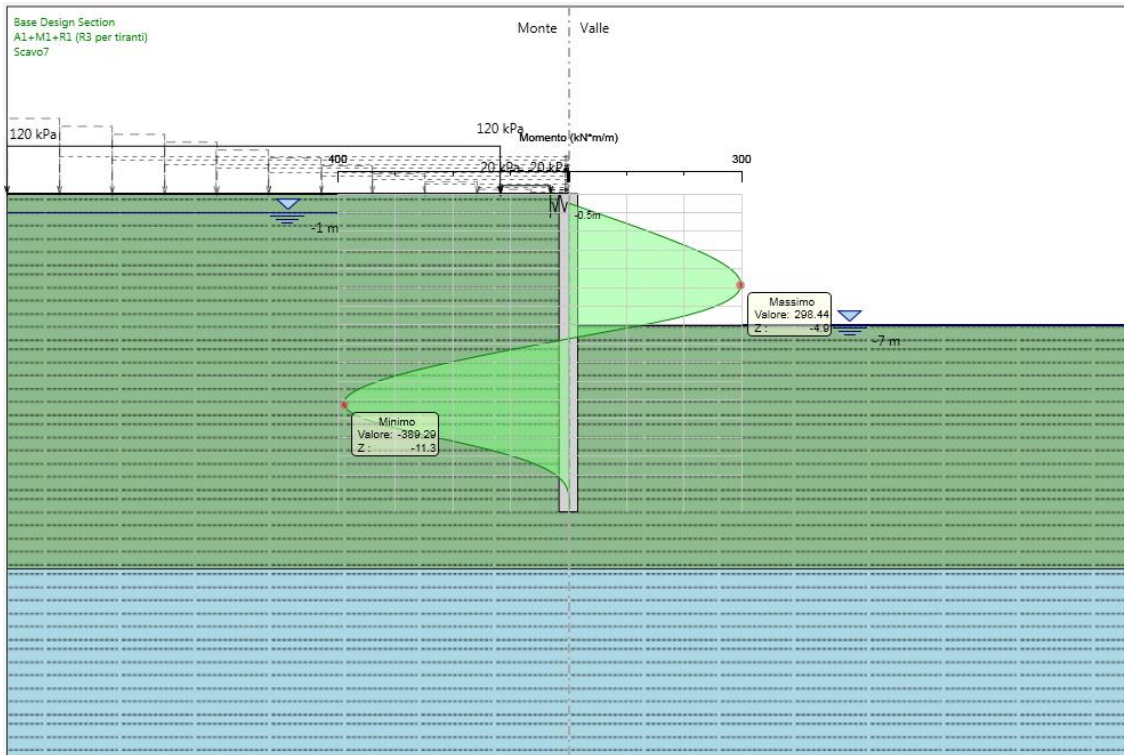 Base Design Section
A1+M1+R1 (R3 per tiranti)
Scavo7
Monte
Valle
120 kPa
120 kPa
Momento (kN*m/m)
400
300
20 kPa
20 kPa
-0.5m
-1 m
Massimo
Valore: 298.44
Z : -4.9
-7 m
Minimo
Valore: -389.29
Z : -11.3